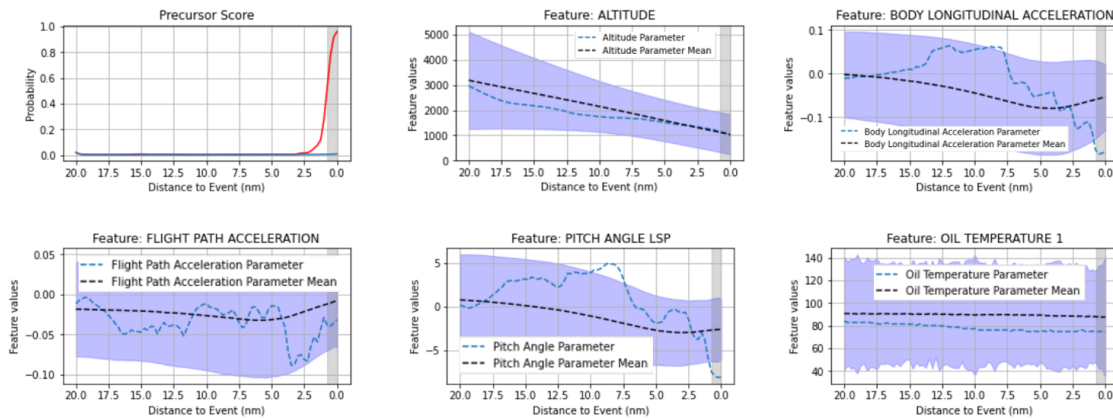 Precursor Score
1.0
0.8
0.6
0.4
0.2
0.0
Probability
20.0 17.5 15.0 12.5 10.0 7.5 5.0 2.5 0.0
Distance to Event (nm)
Feature: ALTITUDE
5000
4000
3000
2000
1000
0
Feature values
Altitude Parameter
Altitude Parameter Mean
20.0 17.5 15.0 12.5 10.0 7.5 5.0 2.5 0.0
Distance to Event (nm)
Feature: BODY LONGITUDINAL ACCELERATION
0.1
0.0
−0.1
Feature values
Body Longitudinal Acceleration Parameter
Body Longitudinal Acceleration Parameter Mean
20.0 17.5 15.0 12.5 10.0 7.5 5.0 2.5 0.0
Distance to Event (nm)
Feature: FLIGHT PATH ACCELERATION
0.05
0.00
−0.05
−0.10
Feature values
Flight Path Acceleration Parameter
Flight Path Acceleration Parameter Mean
20.0 17.5 15.0 12.5 10.0 7.5 5.0 2.5 0.0
Distance to Event (nm)
Feature: PITCH ANGLE LSP
5
0
−5
Feature values
Pitch Angle Parameter
Pitch Angle Parameter Mean
20.0 17.5 15.0 12.5 10.0 7.5 5.0 2.5 0.0
Distance to Event (nm)
Feature: OIL TEMPERATURE 1
140
120
100
80
60
40
Feature values
Oil Temperature Parameter
Oil Temperature Parameter Mean
20.0 17.5 15.0 12.5 10.0 7.5 5.0 2.5 0.0
Distance to Event (nm)